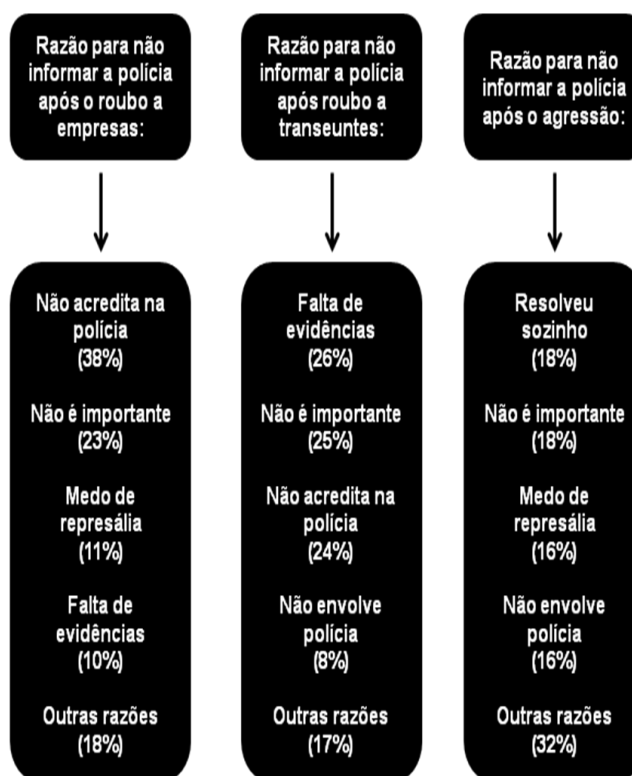 Razão para não
informar a polícia
após o roubo a
empresas:
Não acredita na
polícia
(38%)
Não é importante
(23%)
Medo de
represália
(11%)
Falta de
evidências
(10%)
Outras razões
(18%)
Razão para não
informar a polícia
após roubo a
transeuntes:
Falta de
evidências
(26%)
Não é importante
(25%)
Não acredita na
polícia
(24%)
Não envolve
polícia
(8%)
Outras razões
(17%)
Razão para não
informar a polícia
após o agressão:
Resolveu
sozinho
(18%)
Não é importante
(18%)
Medo de
represália
(16%)
Não envolve
polícia
(16%)
Outras razões
(32%)